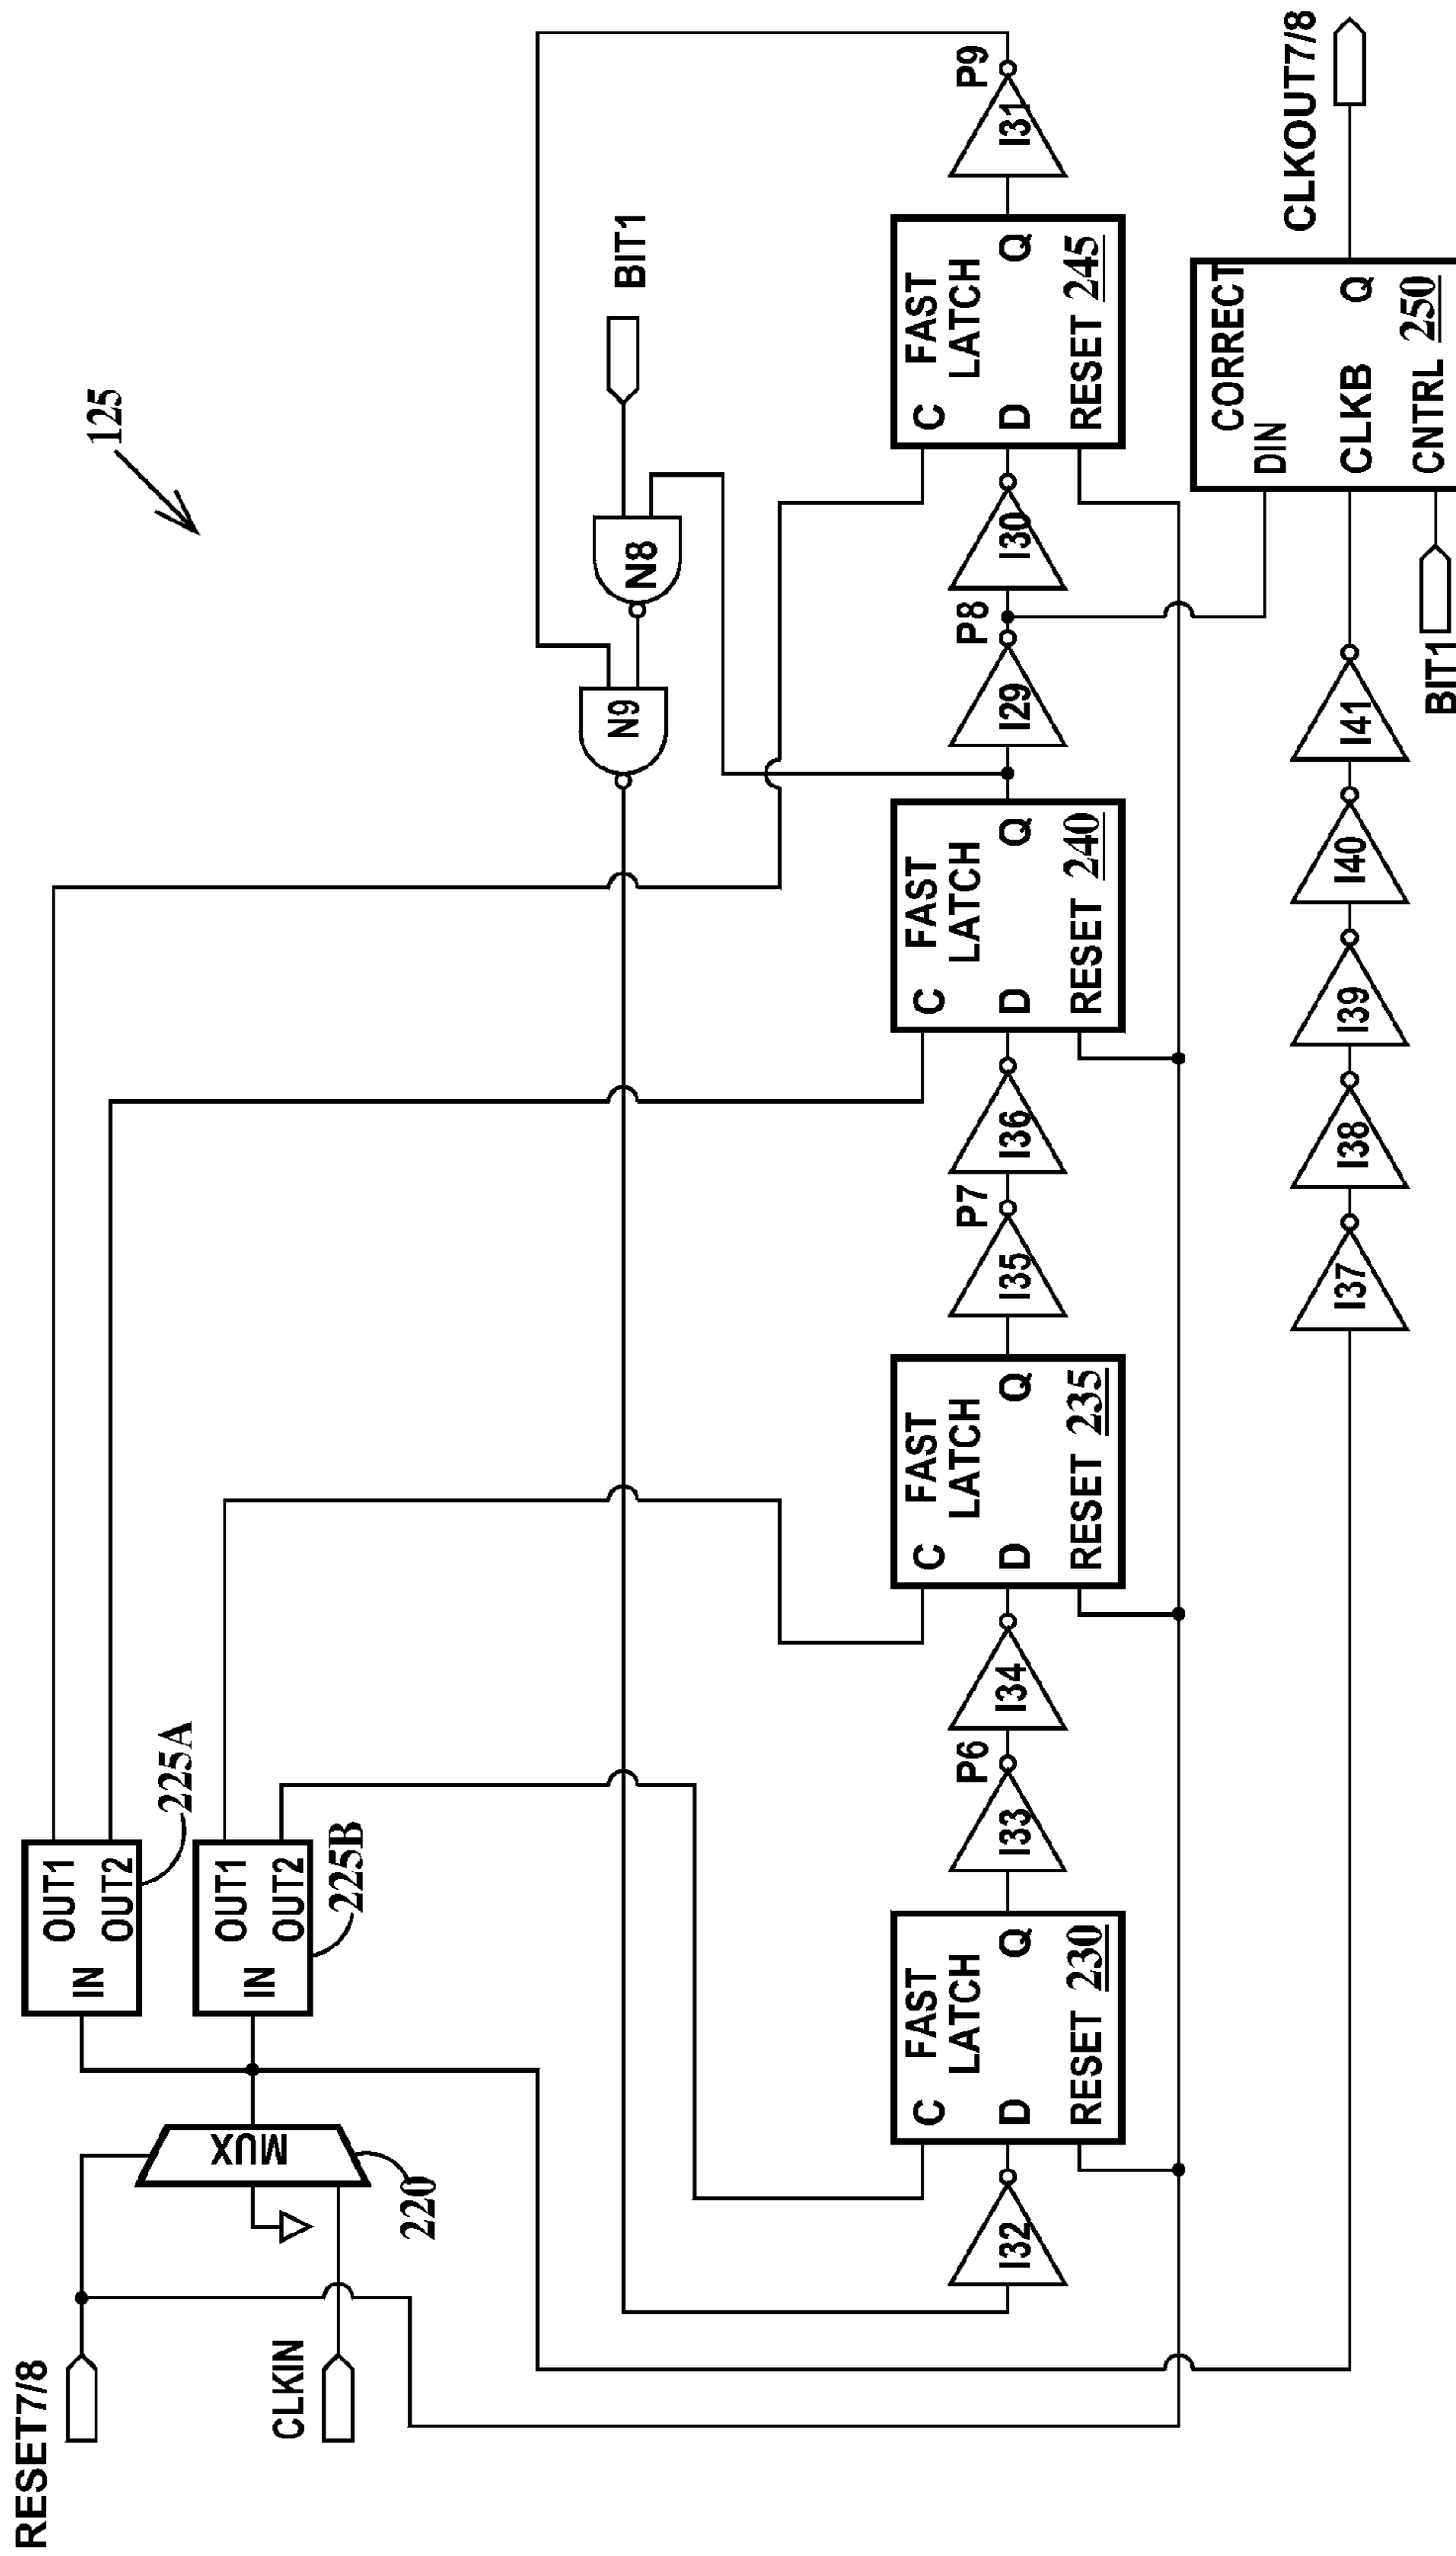 125
RESET7/8
CLKIN
MUX
220
IN
OUT1
OUT2
225A
IN
OUT1
OUT2
225B
BIT1
N8
N9
I32
C
D
FAST
LATCH
Q
RESET 230
I33
P6
I34
C
D
FAST
LATCH
Q
RESET 235
I35
P7
I36
C
D
FAST
LATCH
Q
RESET 240
I29
P8
I30
C
D
FAST
LATCH
Q
RESET 245
I31
P9
I37
I38
I39
I40
I41
BIT1
CORRECT
DIN
CLKB
Q
CNTRL 250
CLKOUT7/8